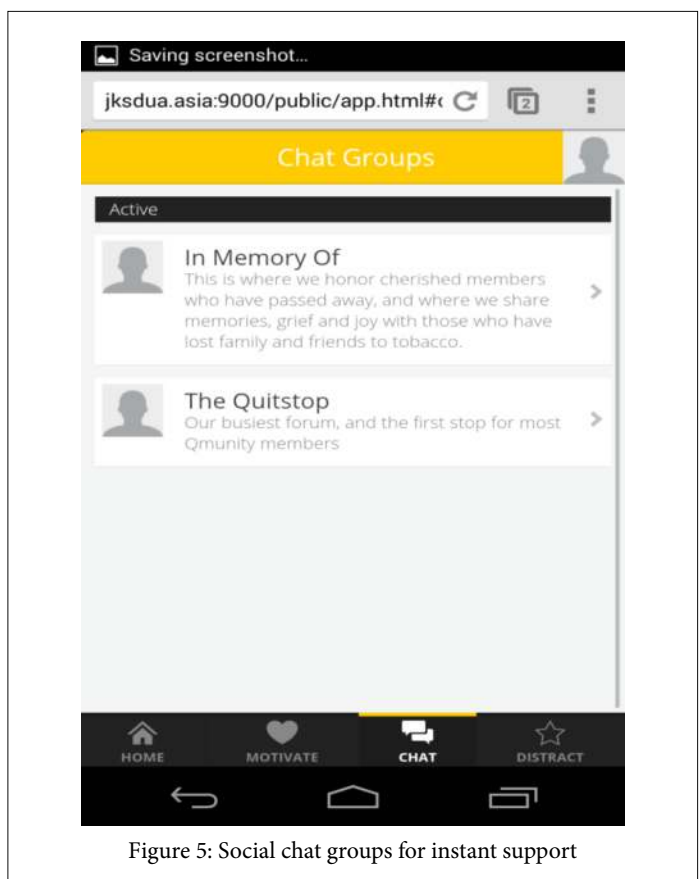 Saving screenshot...
jksdua.asia:9000/public/app.html#
2
Chat Groups
Active
In Memory Of
This is where we honor cherished members
who have passed away, and where we share
memories, grief and joy with those who have
lost family and friends to tobacco.
The Quitstop
Our busiest forum, and the first stop for most
Qmunity members
HOME
MOTIVATE
CHAT
DISTRACT
Figure 5: Social chat groups for instant support